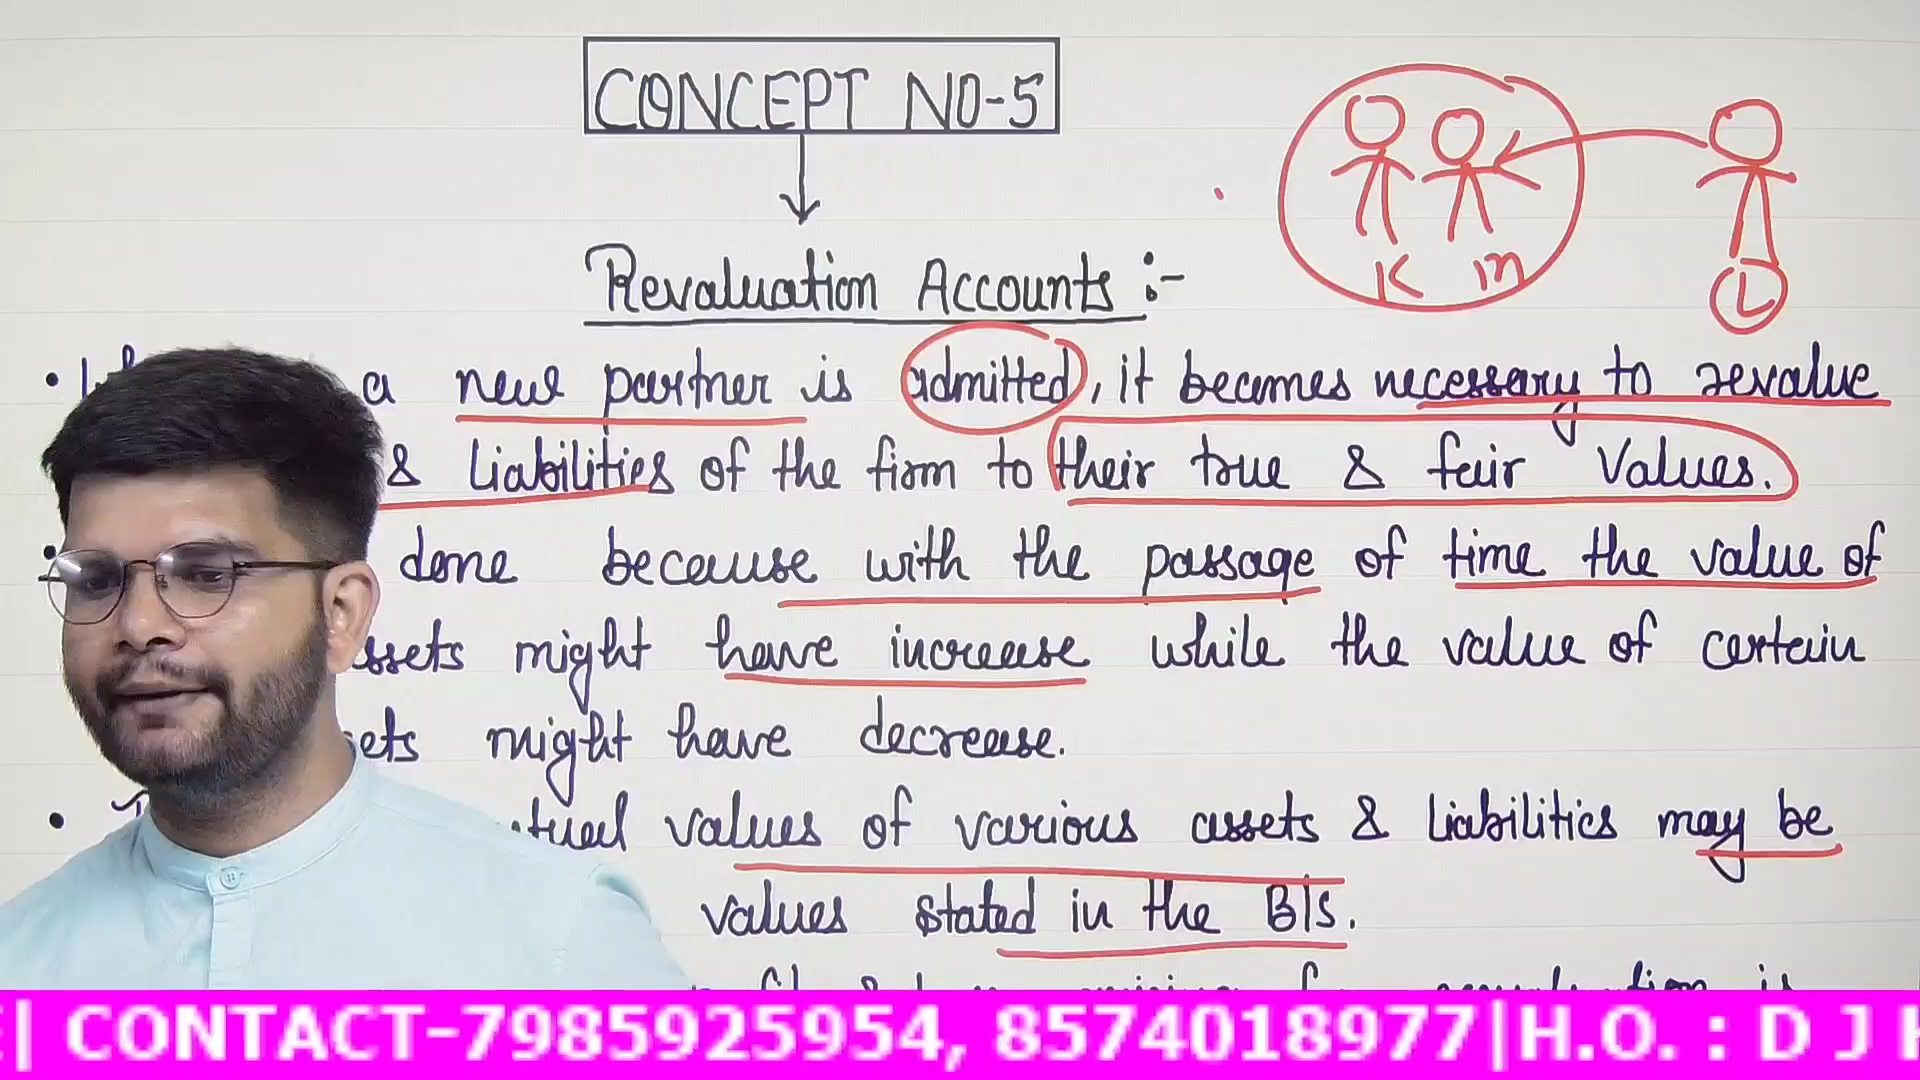 CONCEPT NO-5
K M
L
Revaluation Accounts :-
a new partner is admitted, it becomes necessary to revalue
& Liabilities of the firm to their true & fair Values.
done because with the passage of time the value of
might have increase while the value of certain
might have decrease.
values of various assets & liabilities may be
values stated in the B/s.
| CONTACT-7985925954, 8574018977|H.O. : D J